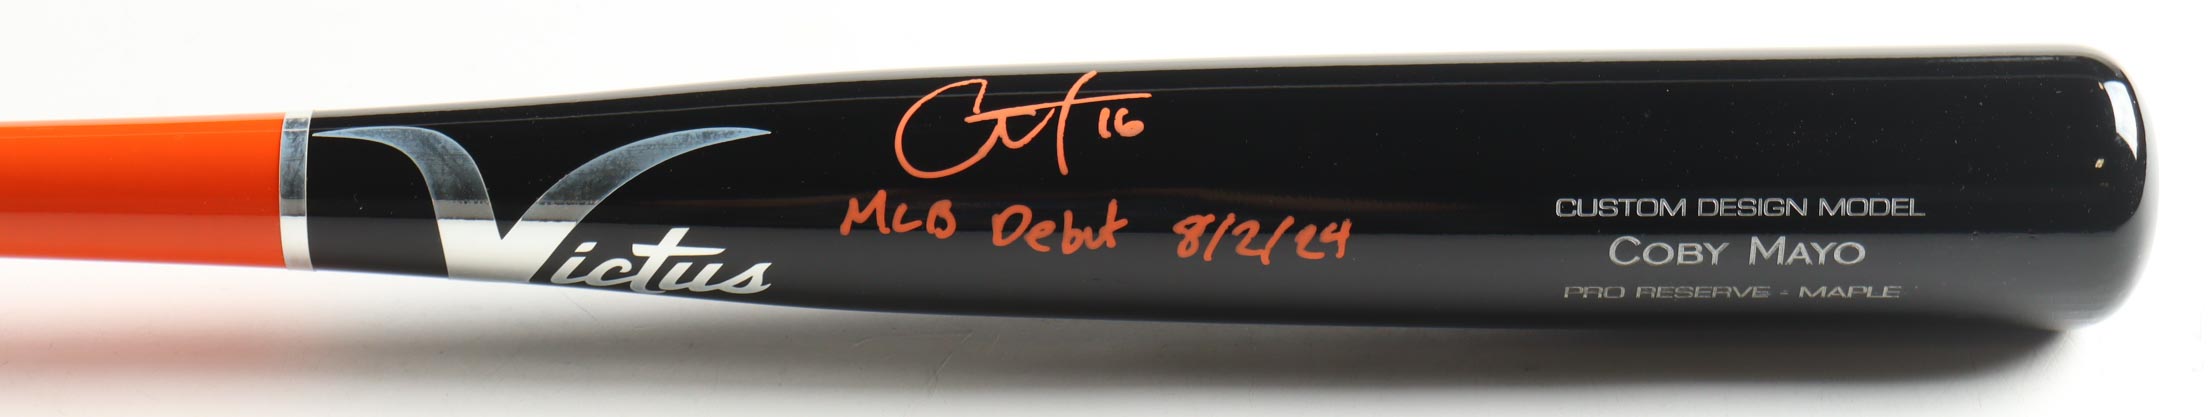 Victus
16
MLB Debut 8/2/24
CUSTOM DESIGN MODEL
COBY MAYO
PRO RESERVE - MAPLE